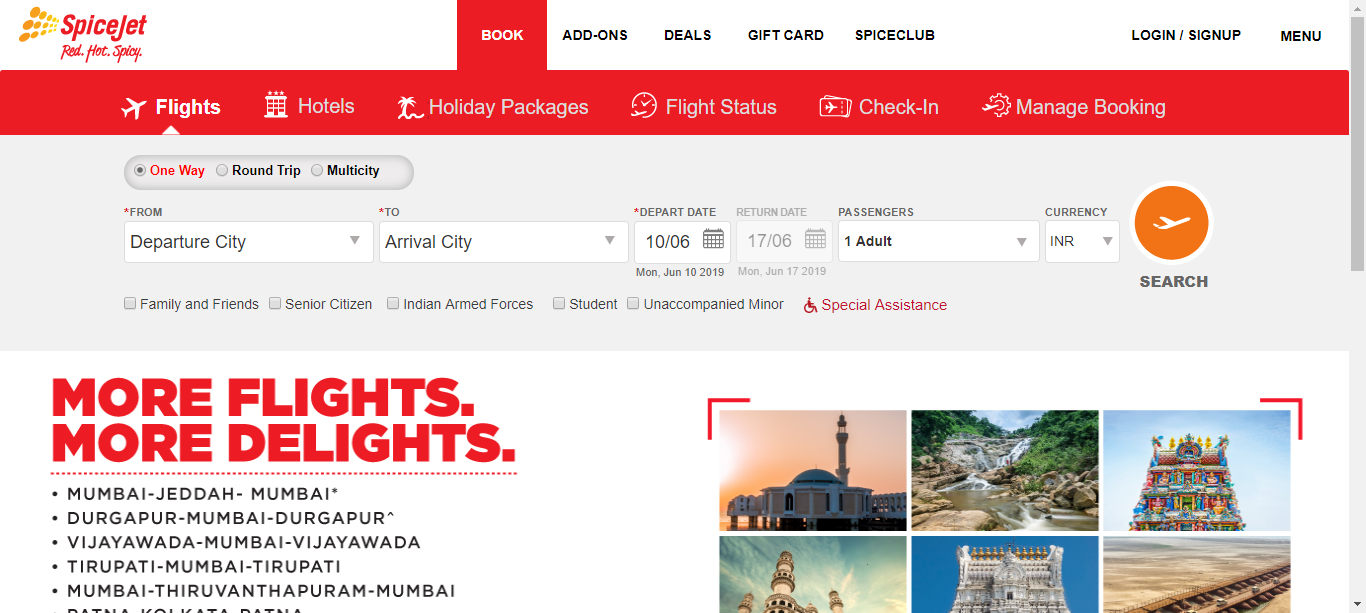 SpiceJet
Red. Hot. Spicy.
BOOK ADD-ONS DEALS GIFT CARD SPICECLUB LOGIN / SIGNUP MENU
Flights Hotels Holiday Packages Flight Status Check-In Manage Booking
One Way Round Trip Multicity
*FROM *TO *DEPART DATE RETURN DATE PASSENGERS CURRENCY
Departure City Arrival City 10/06 17/06 1 Adult INR
Mon, Jun 10 2019 Mon, Jun 17 2019
SEARCH
Family and Friends Senior Citizen Indian Armed Forces Student Unaccompanied Minor Special Assistance
MORE FLIGHTS.
MORE DELIGHTS.
• MUMBAI-JEDDAH- MUMBAI*
• DURGAPUR-MUMBAI-DURGAPUR^
• VIJAYAWADA-MUMBAI-VIJAYAWADA
• TIRUPATI-MUMBAI-TIRUPATI
• MUMBAI-THIRUVANTHAPURAM-MUMBAI
• PATNA-KOLKATA-PATNA